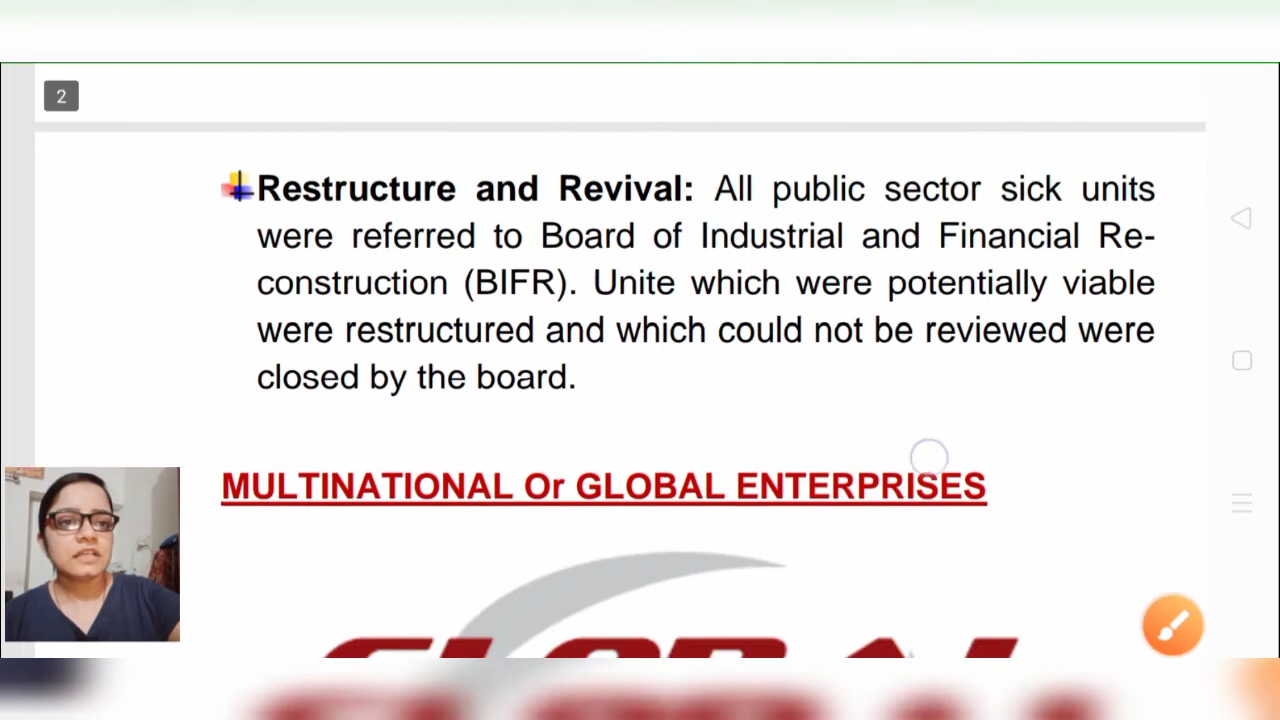 2
Restructure and Revival: All public sector sick units
were referred to Board of Industrial and Financial Re-
construction (BIFR). Unite which were potentially viable
were restructured and which could not be reviewed were
closed by the board.
MULTINATIONAL Or GLOBAL ENTERPRISES
GLOBAL